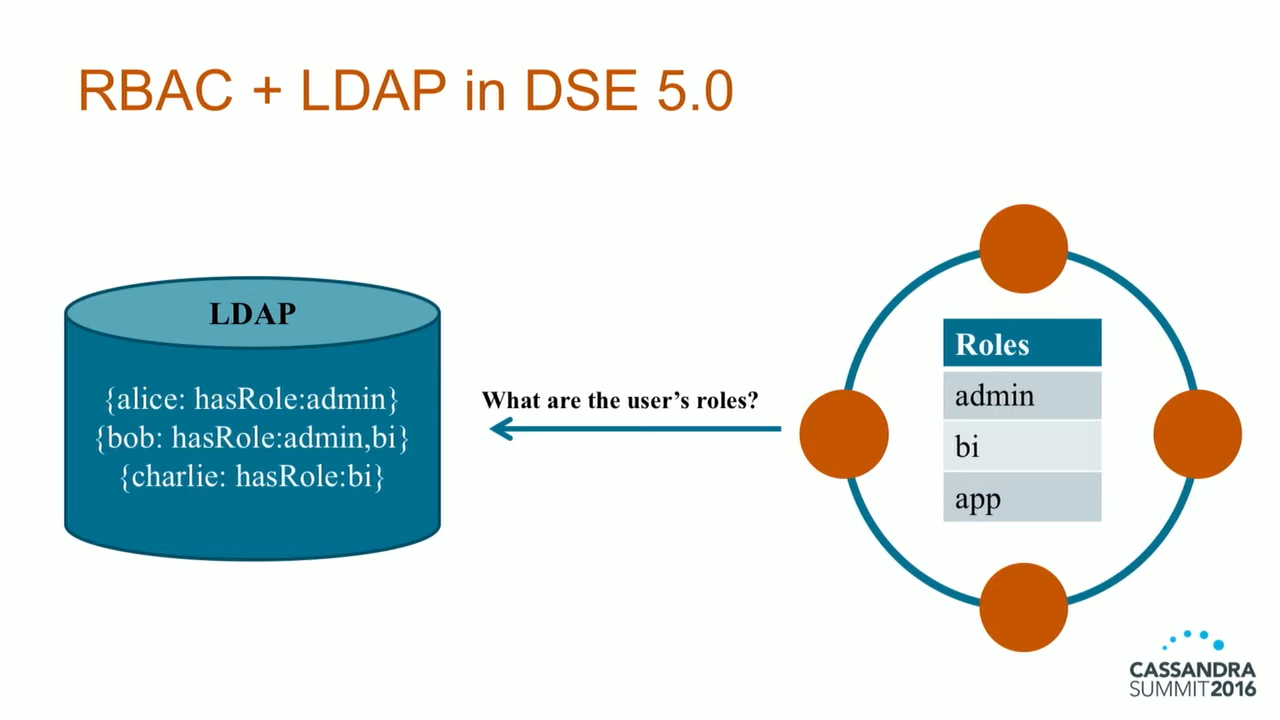 RBAC + LDAP in DSE 5.0
LDAP
{alice: hasRole:admin}
{bob: hasRole:admin,bi}
{charlie: hasRole:bi}
What are the user’s roles?
Roles
admin
bi
app
CASSANDRA
SUMMIT2016